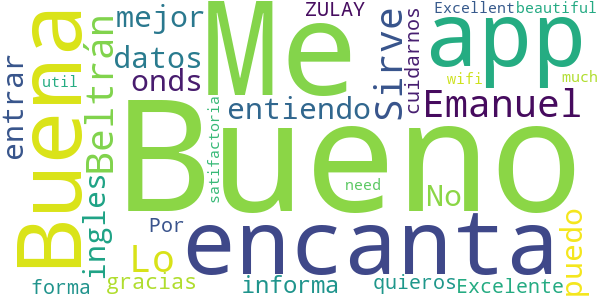 Me
Bueno
encanta
app
Buena
Beltrán
mejor
datos
onds
entiendo
Sirve
cuidarnos
ZULAY
Excellent
beautiful
wifi
much
Emanuel
entrar
util
ingles
satifactoria
need
No
Lo
Por
puedo
forma
gracias
informa
quieros
Excelente